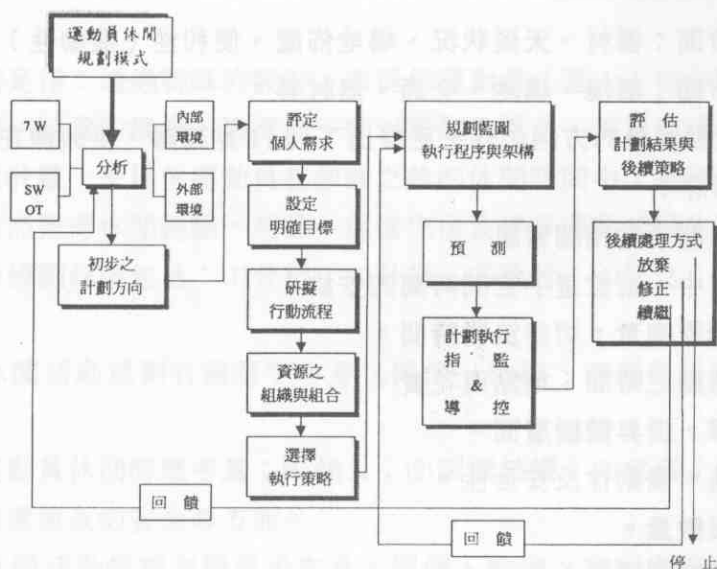 運動員休閒
規劃模式
7W
SW
OT
分析
內部
環境
外部
環境
初步之
計劃方向
評定
個人需求
設定
明確目標
研擬
行動流程
資源之
組織與組合
選擇
執行策略
規劃藍圖
執行程序與架構
預 測
計劃執行
指 監
&
導 控
評 估
計劃結果與
後續策略
後續處理方式
放棄
修正
續繼
回 饋
回 饋
停 止